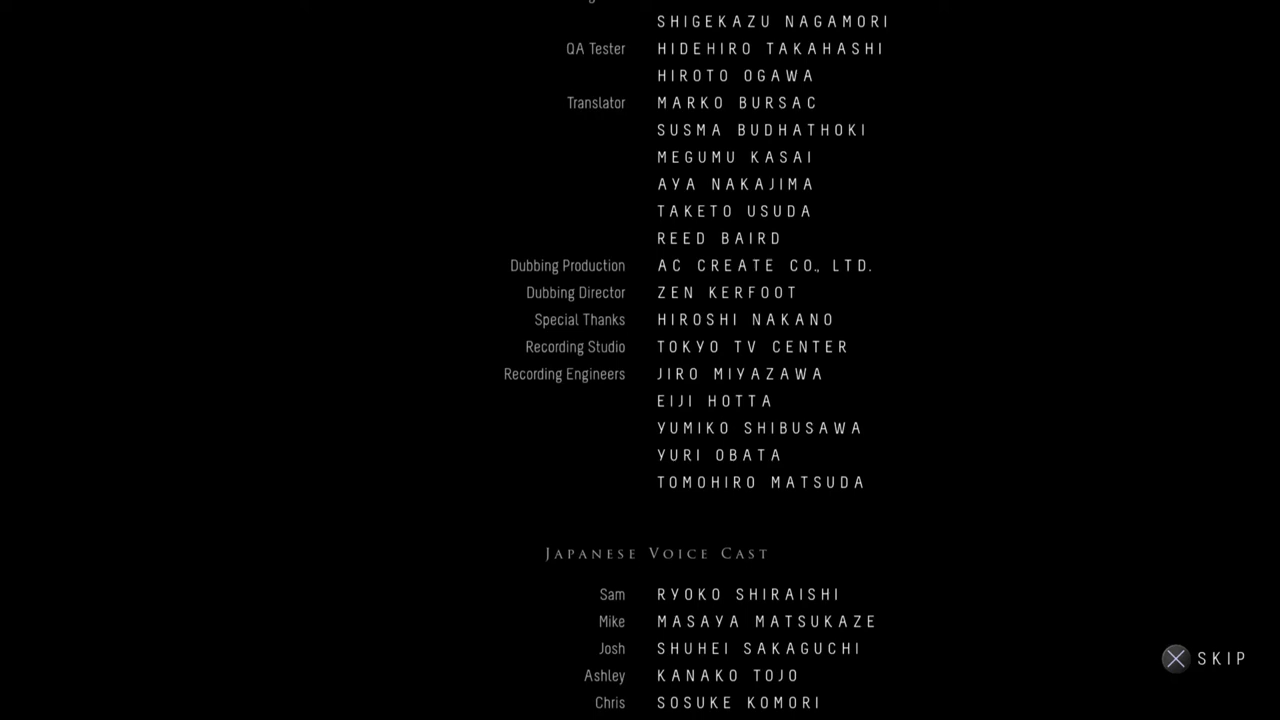 SHIGEKAZU NAGAMORI
QA Tester HIDEHIRO TAKAHASHI
HIROTO OGAWA
Translator MARKO BURSAC
SUSMA BUDHATHOKI
MEGUMU KASAI
AYA NAKAJIMA
TAKETO USUDA
REED BAIRD
Dubbing Production AC CREATE CO., LTD.
Dubbing Director ZEN KERFOOT
Special Thanks HIROSHI NAKANO
Recording Studio TOKYO TV CENTER
Recording Engineers JIRO MIYAZAWA
EIJI HOTTA
YUMIKO SHIBUSAWA
YURI OBATA
TOMOHIRO MATSUDA
JAPANESE VOICE CAST
Sam RYOKO SHIRAISHI
Mike MASAYA MATSUKAZE
Josh SHUHEI SAKAGUCHI
Ashley KANAKO TOJO
Chris SOSUKE KOMORI
SKIP